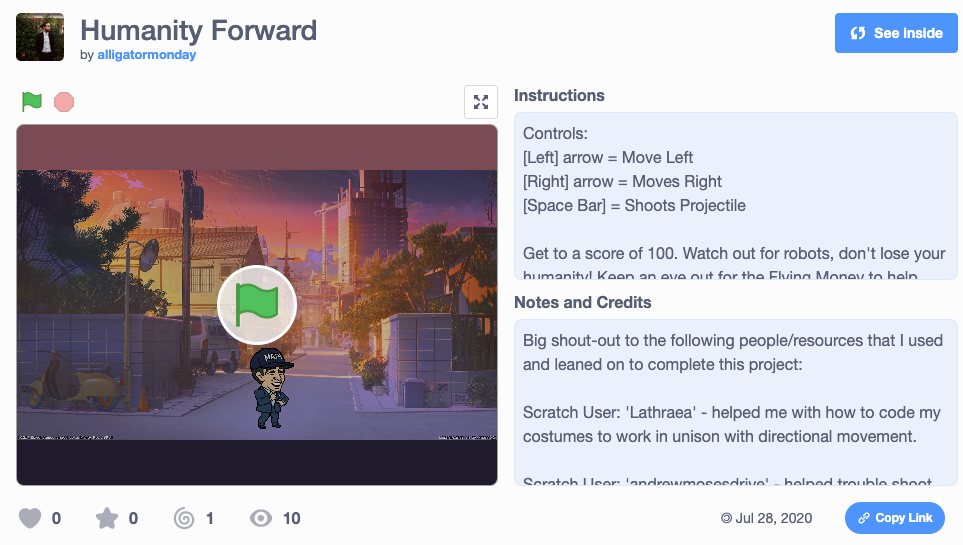 Humanity Forward
by alligatormonday
See inside
Instructions
Controls:
[Left] arrow = Move Left
[Right] arrow = Moves Right
[Space Bar] = Shoots Projectile
Get to a score of 100. Watch out for robots, don't lose your
humanity! Keep an eye out for the Flying Money to help
MATH
Notes and Credits
Big shout-out to the following people/resources that I used
and leaned on to complete this project:
Scratch User: 'Lathraea' - helped me with how to code my
costumes to work in unison with directional movement.
Scratch User: 'andrewmosesdrive' - helped trouble shoot
0
0
1
10
© Jul 28, 2020
Copy Link